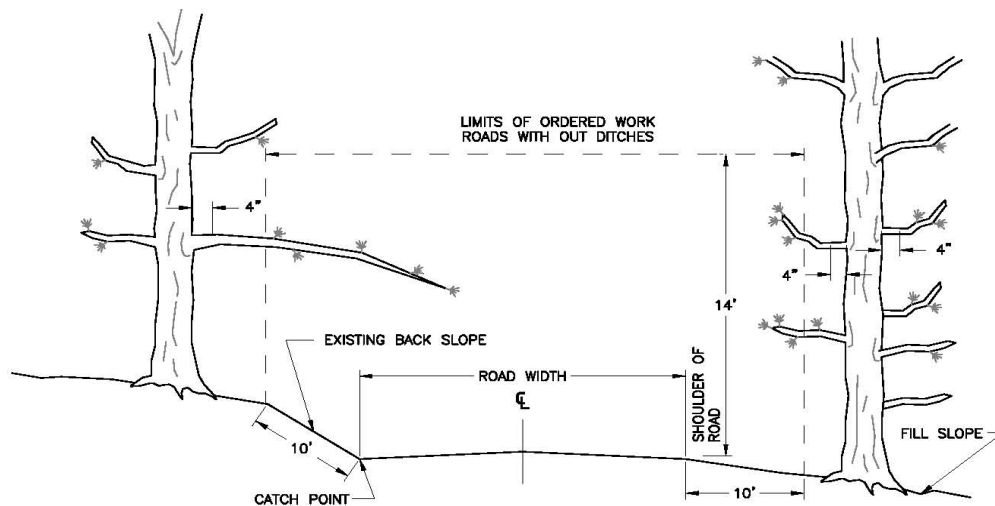 LIMITS OF ORDERED WORK
ROADS WITH OUT DITCHES
4"
4"
4"
14'
EXISTING BACK SLOPE
ROAD WIDTH
℄
SHOULDER OF
ROAD
FILL SLOPE
10'
10'
CATCH POINT